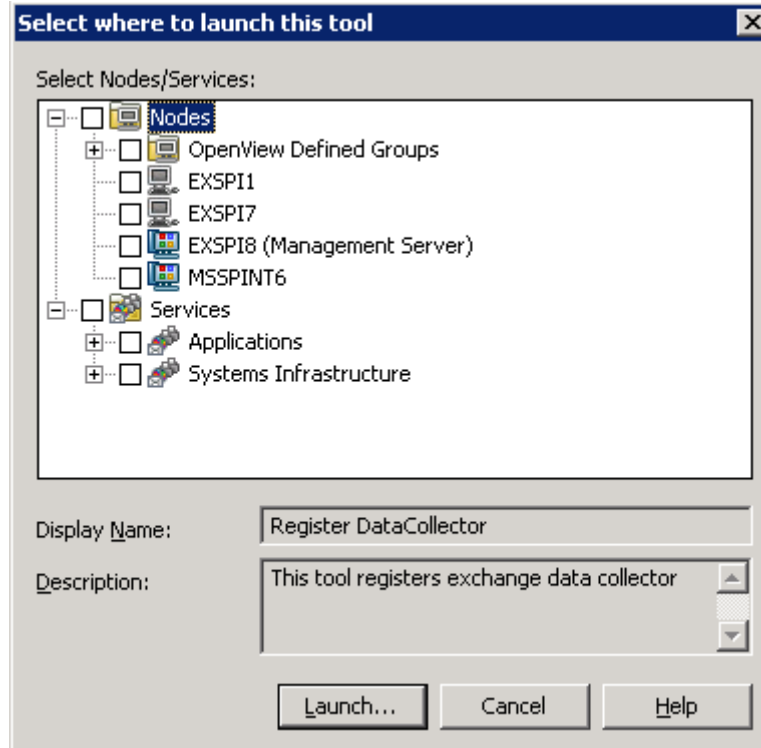 Select where to launch this tool
Select Nodes/Services:
Nodes
OpenView Defined Groups
EXSPI1
EXSPI7
EXSPI8 (Management Server)
MSSPINT6
Services
Applications
Systems Infrastructure
Display Name: Register DataCollector
Description: This tool registers exchange data collector
Launch... Cancel Help